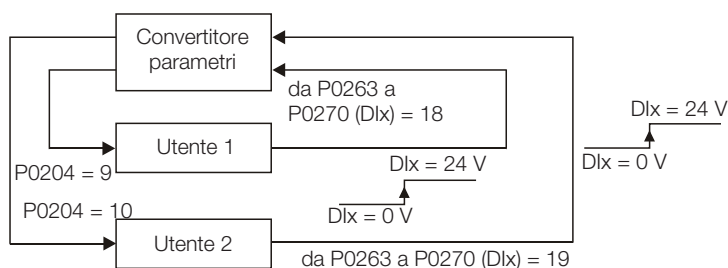 Convertitore
parametri
da P0263 a
P0270 (DIx) = 18
DIx = 24 V
DIx = 0 V
Utente 1
P0204 = 9
DIx = 24 V
DIx = 0 V
P0204 = 10
Utente 2
da P0263 a P0270 (DIx) = 19